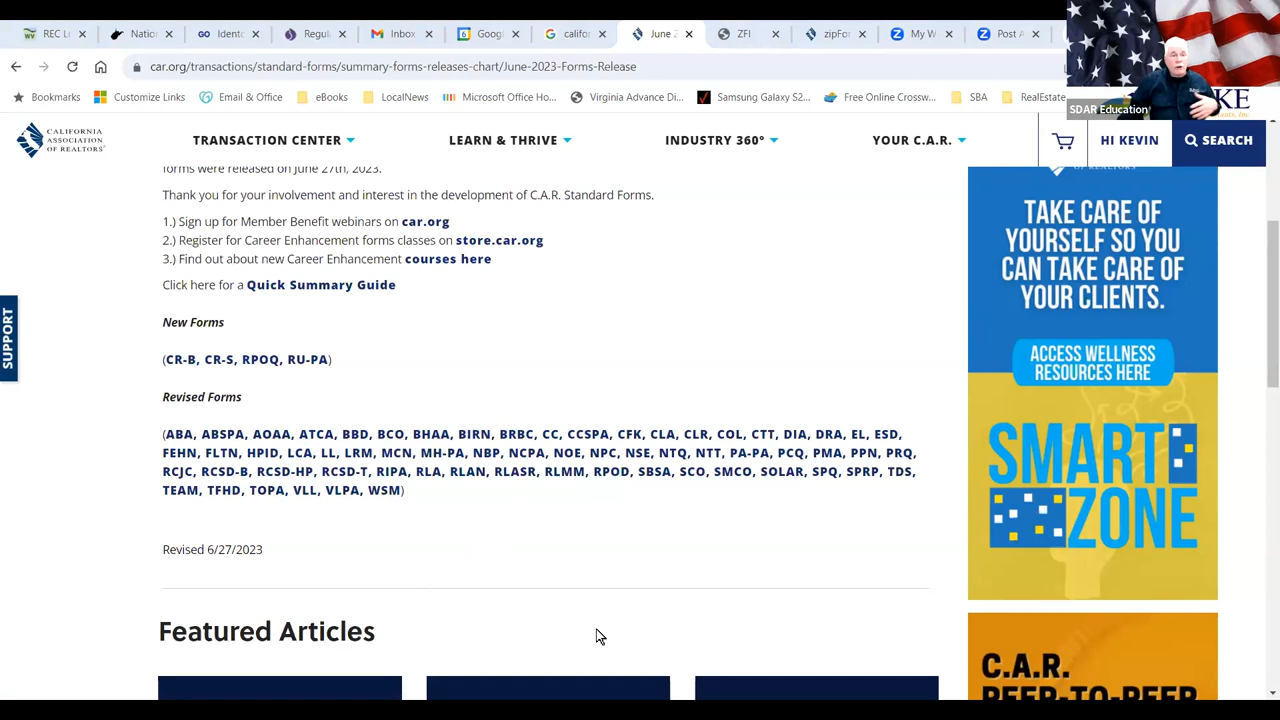 REC L
Nation
Idento
Regul
Inbox
Goog
califor
June 2
ZFI
zipFor
My W
Post A
car.org/transactions/standard-forms/summary-forms-releases-chart/June-2023-Forms-Release
Bookmarks
Customize Links
Email & Office
eBooks
LocalNews
Microsoft Office Ho...
Virginia Advance Di...
Samsung Galaxy S2...
Free Online Crossw...
SBA
RealEstate
SDAR Education
KE
CALIFORNIA
ASSOCIATION
OF REALTORS®
TRANSACTION CENTER
LEARN & THRIVE
INDUSTRY 360°
YOUR C.A.R.
HI KEVIN
SEARCH
forms were released on June 27th, 2023.
Thank you for your involvement and interest in the development of C.A.R. Standard Forms.
1.) Sign up for Member Benefit webinars on car.org
2.) Register for Career Enhancement forms classes on store.car.org
3.) Find out about new Career Enhancement courses here
Click here for a Quick Summary Guide
New Forms
(CR-B, CR-S, RPOQ, RU-PA)
Revised Forms
(ABA, ABSPA, AOAA, ATCA, BBD, BCO, BHAA, BIRN, BRBC, CC, CCSPA, CFK, CLA, CLR, COL, CTT, DIA, DRA, EL, ESD,
FEHN, FLTN, HPID, LCA, LL, LRM, MCN, MH-PA, NBP, NCPA, NOE, NPC, NSE, NTQ, NTT, PA-PA, PCQ, PMA, PPN, PRQ,
RCJC, RCSD-B, RCSD-HP, RCSD-T, RIPA, RLA, RLAN, RLASR, RLMM, RPOD, SBSA, SCO, SMCO, SOLAR, SPQ, SPRP, TDS,
TEAM, TFHD, TOPA, VLL, VLPA, WSM)
Revised 6/27/2023
Featured Articles
SUPPORT
OF REALTORS®
TAKE CARE OF
YOURSELF SO YOU
CAN TAKE CARE OF
YOUR CLIENTS.
ACCESS WELLNESS
RESOURCES HERE
SMART
ZONE
C.A.R.
PEER-TO-PEER